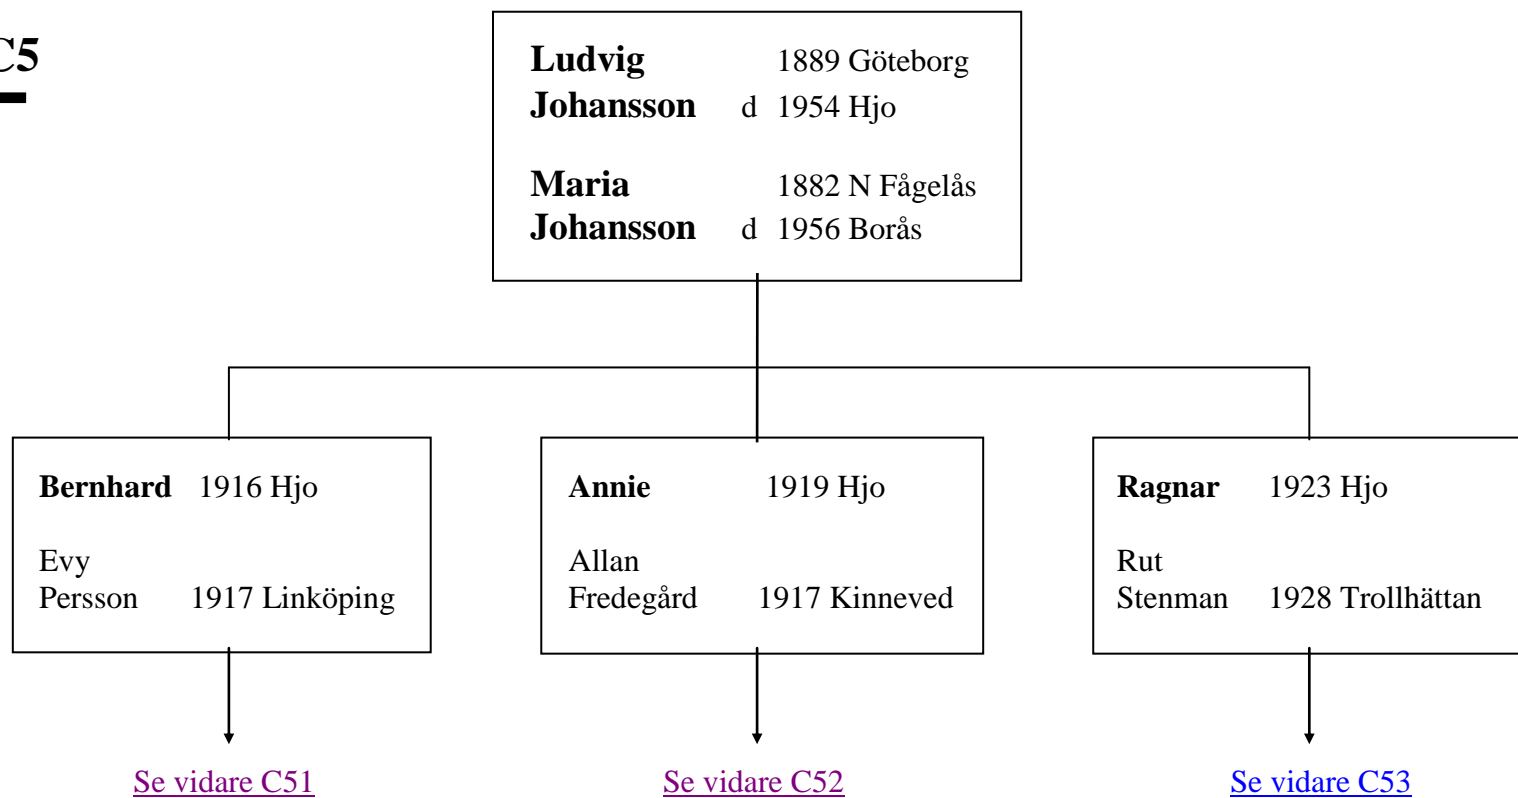 C5
Ludvig 1889 Göteborg
Johansson d 1954 Hjo
Maria 1882 N Fågelås
Johansson d 1956 Borås
Bernhard 1916 Hjo
Evy
Persson 1917 Linköping
Annie 1919 Hjo
Allan
Fredegård 1917 Kinneved
Ragnar 1923 Hjo
Rut
Stenman 1928 Trollhättan
Se vidare C51
Se vidare C52
Se vidare C53